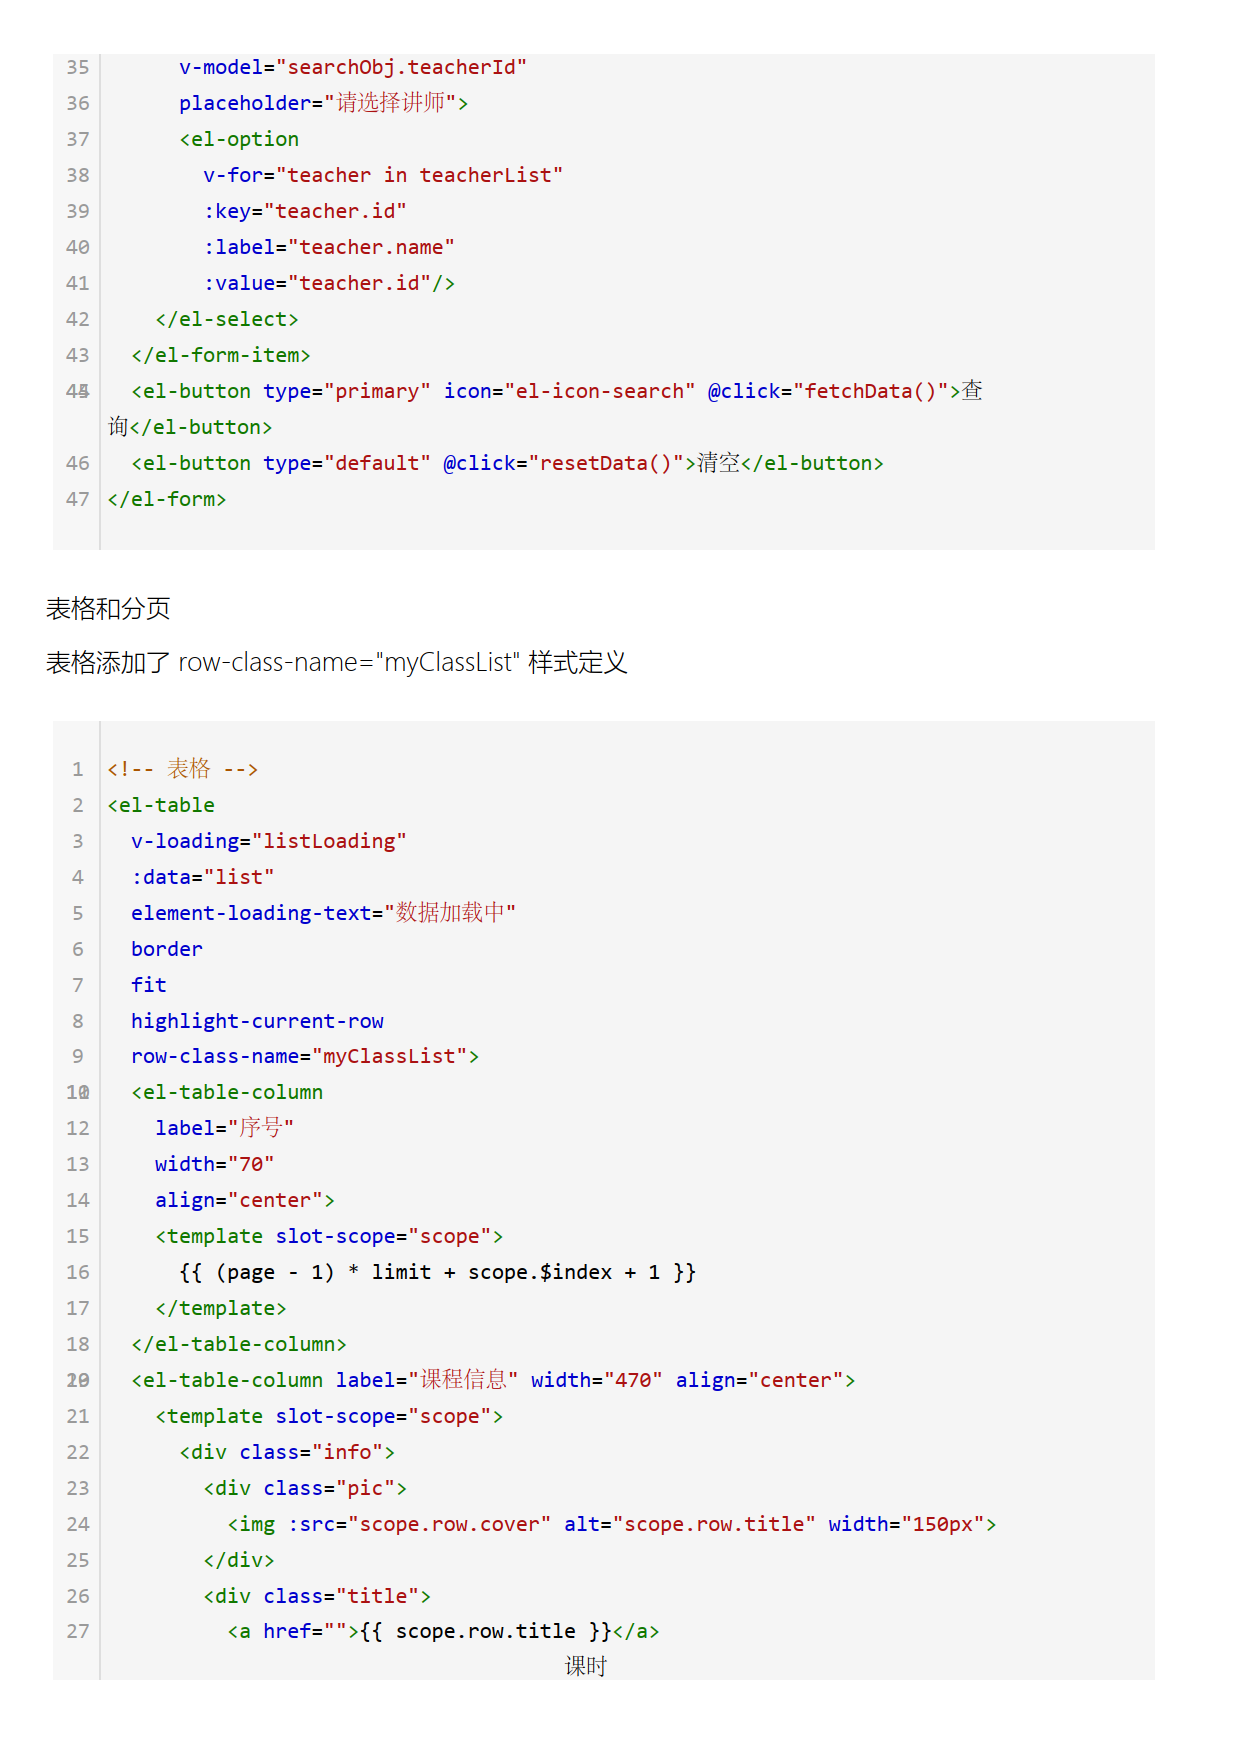 35 v-model="searchObj.teacherId"
36 placeholder="请选择讲师">
37 <el-option
38 v-for="teacher in teacherList"
39 :key="teacher.id"
40 :label="teacher.name"
41 :value="teacher.id"/>
42 </el-select>
43 </el-form-item>
44 45 <el-button type="primary" icon="el-icon-search" @click="fetchData()">查
询</el-button>
46 <el-button type="default" @click="resetData()">清空</el-button>
47 </el-form>
表格和分页
表格添加了 row-class-name="myClassList" 样式定义
1 <!-- 表格 -->
2 <el-table
3 v-loading="listLoading"
4 :data="list"
5 element-loading-text="数据加载中"
6 border
7 fit
8 highlight-current-row
9 row-class-name="myClassList">
10 11 <el-table-column
12 label="序号"
13 width="70"
14 align="center">
15 <template slot-scope="scope">
16 {{ (page - 1) * limit + scope.$index + 1 }}
17 </template>
18 </el-table-column>
19 20 <el-table-column label="课程信息" width="470" align="center">
21 <template slot-scope="scope">
22 <div class="info">
23 <div class="pic">
24 <img :src="scope.row.cover" alt="scope.row.title" width="150px">
25 </div>
26 <div class="title">
27 <a href="">{{ scope.row.title }}</a>
课时